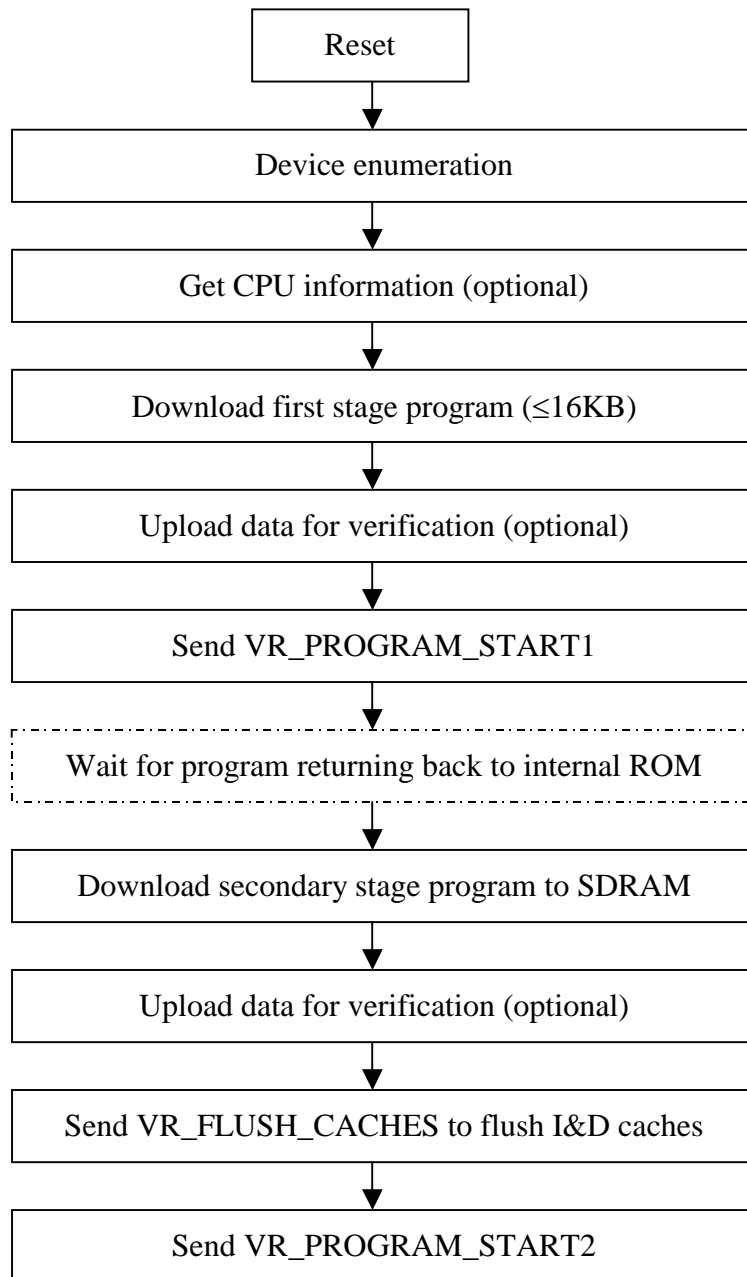 Reset
Device enumeration
Get CPU information (optional)
Download first stage program (≤16KB)
Upload data for verification (optional)
Send VR_PROGRAM_START1
Wait for program returning back to internal ROM
Download secondary stage program to SDRAM
Upload data for verification (optional)
Send VR_FLUSH_CACHES to flush I&D caches
Send VR_PROGRAM_START2